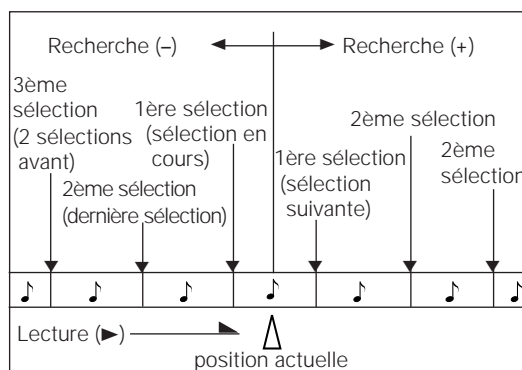 Recherche (–)
Recherche (+)
3ème
sélection
(2 sélections
avant)
1ère sélection
(sélection en
cours)
2ème sélection
(dernière sélection)
1ère sélection
(sélection
suivante)
2ème sélection
2ème
sélection
Lecture (►)
position actuelle